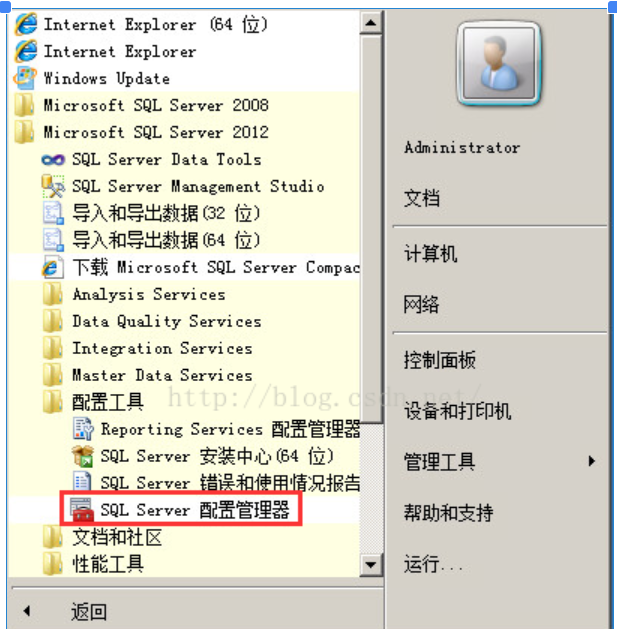 Internet Explorer (64 位)
Internet Explorer
Windows Update
Microsoft SQL Server 2008
Microsoft SQL Server 2012
SQL Server Data Tools
SQL Server Management Studio
导入和导出数据(32 位)
导入和导出数据(64 位)
下载 Microsoft SQL Server Compac
Analysis Services
Data Quality Services
Integration Services
Master Data Services
配置工具
Reporting Services 配置管理器
SQL Server 安装中心(64 位)
SQL Server 错误和使用情况报告
SQL Server 配置管理器
文档和社区
性能工具
返回
Administrator
文档
计算机
网络
控制面板
设备和打印机
管理工具
帮助和支持
运行...
http://blog.csdn.net/